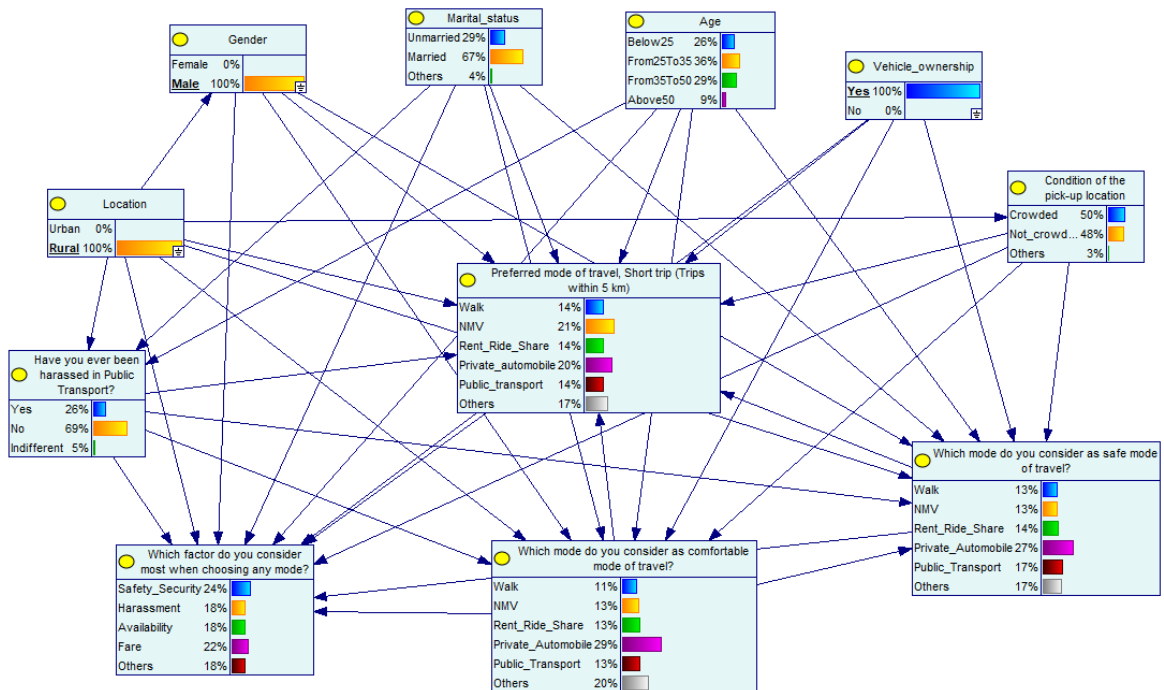 Gender
Female 0%
Male 100%
Marital_status
Unmarried 29%
Married 67%
Others 4%
Age
Below25 26%
From25To35 36%
From35To50 29%
Above50 9%
Vehicle_ownership
Yes 100%
No 0%
Location
Urban 0%
Rural 100%
Condition of the
pick-up location
Crowded 50%
Not_crowd... 48%
Others 3%
Preferred mode of travel, Short trip (Trips
within 5 km)
Walk 14%
NMV 21%
Rent_Ride_Share 14%
Private_automobile 20%
Public_transport 14%
Others 17%
Have you ever been
harassed in Public
Transport?
Yes 26%
No 69%
Indifferent 5%
Which mode do you consider as safe mode
of travel?
Walk 13%
NMV 13%
Rent_Ride_Share 14%
Private_Automobile 27%
Public_Transport 17%
Others 17%
Which factor do you consider
most when choosing any mode?
Safety_Security 24%
Harassment 18%
Availability 18%
Fare 22%
Others 18%
Which mode do you consider as comfortable
mode of travel?
Walk 11%
NMV 13%
Rent_Ride_Share 13%
Private_Automobile 29%
Public_Transport 13%
Others 20%